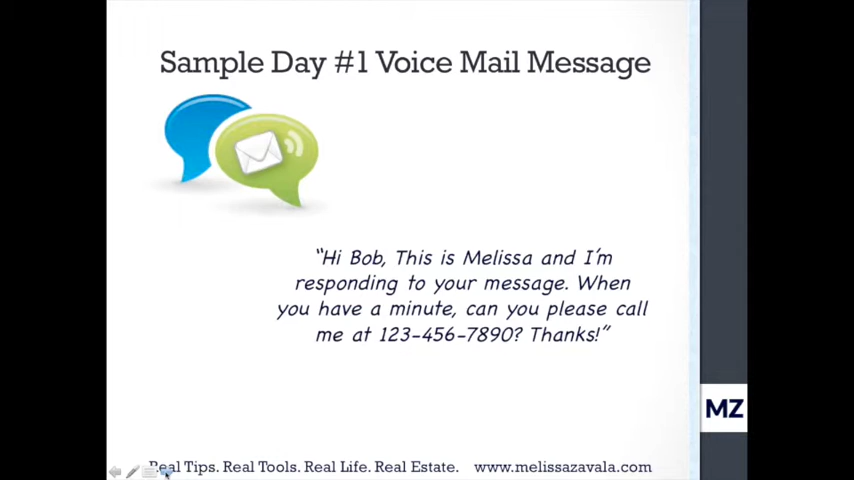 Sample Day #1 Voice Mail Message
“Hi Bob, This is Melissa and I’m
responding to your message. When
you have a minute, can you please call
me at 123-456-7890? Thanks!”
MZ
Real Tips. Real Tools. Real Life. Real Estate. www.melissazavala.com